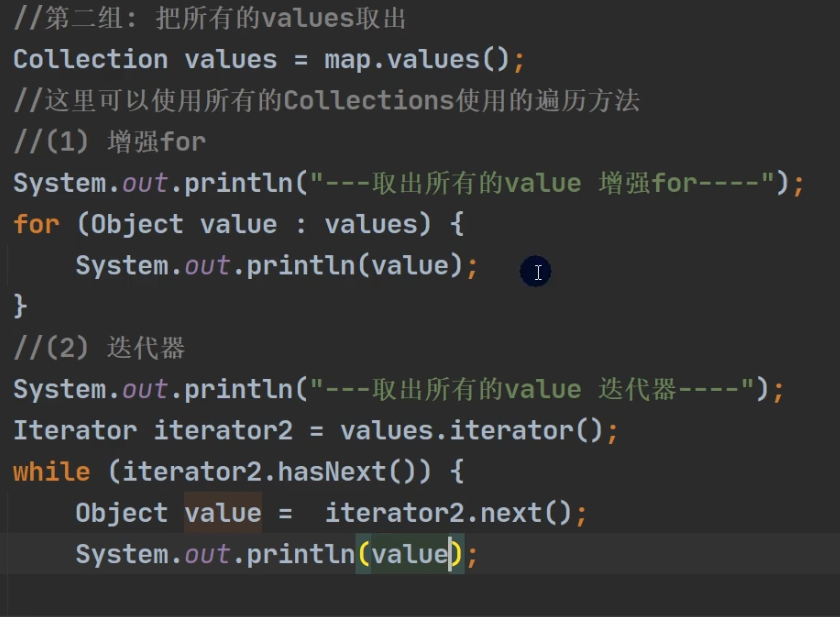 //第二组: 把所有的values取出
Collection values = map.values();
//这里可以使用所有的Collections使用的遍历方法
//(1) 增强for
System.out.println("---取出所有的value 增强for----");
for (Object value : values) {
    System.out.println(value);
}
//(2) 迭代器
System.out.println("---取出所有的value 迭代器----");
Iterator iterator2 = values.iterator();
while (iterator2.hasNext()) {
    Object value =  iterator2.next();
    System.out.println(value);